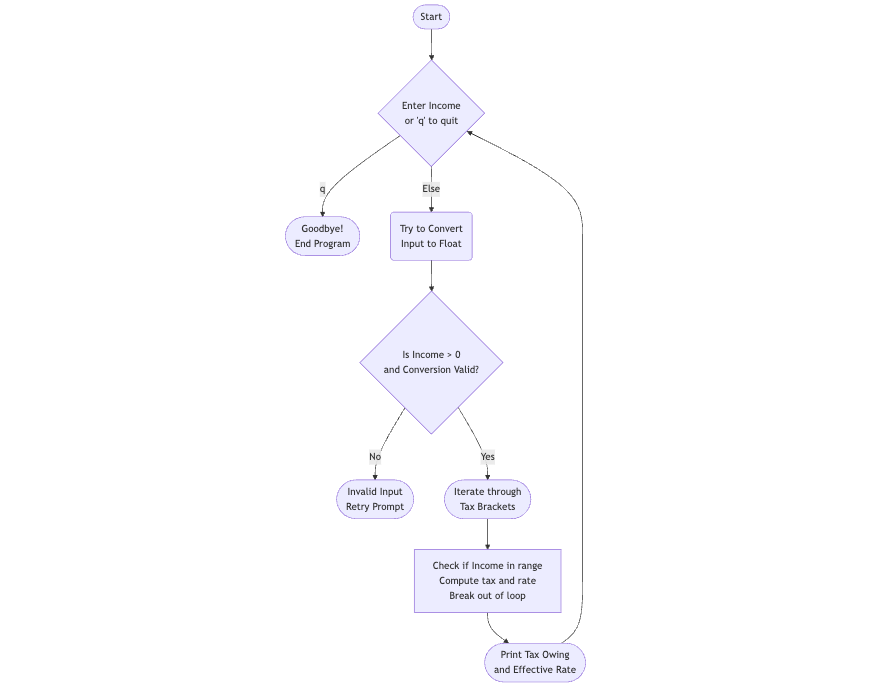 Start
Enter Income
or 'q' to quit
q
Else
Goodbye!
End Program
Try to Convert
Input to Float
Is Income > 0
and Conversion Valid?
No
Yes
Invalid Input
Retry Prompt
Iterate through
Tax Brackets
Check if Income in range
Compute tax and rate
Break out of loop
Print Tax Owing
and Effective Rate